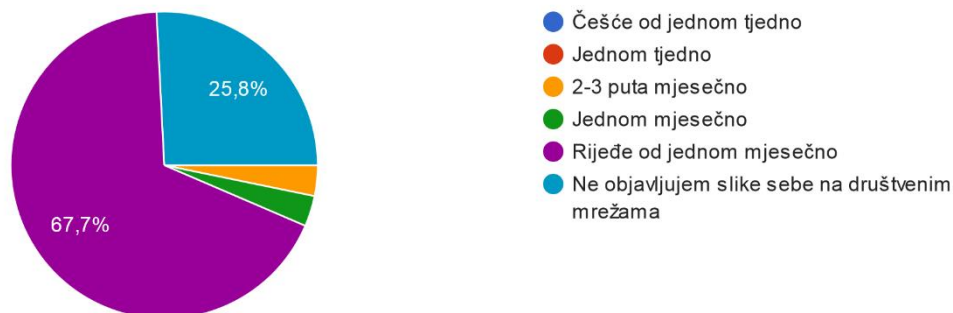 25,8%
67,7%
Češće od jednom tjedno
Jednom tjedno
2-3 puta mjesečno
Jednom mjesečno
Rijeđe od jednom mjesečno
Ne objavljujem slike sebe na društvenim
mrežama